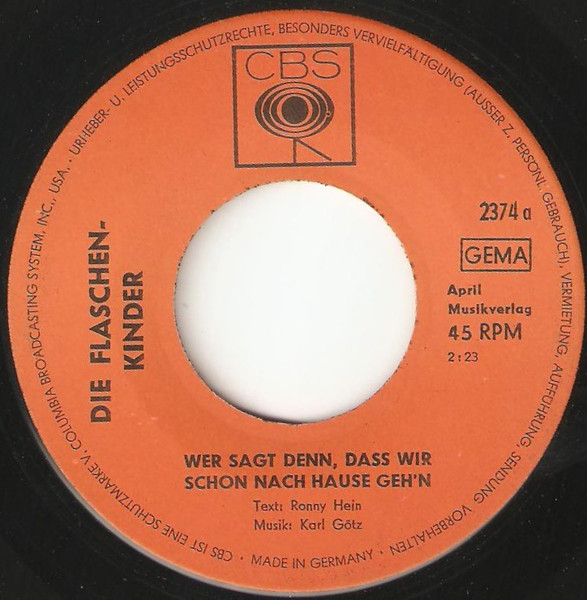 URHEBER- U. LEISTUNGSSCHUTZRECHTE, BESONDERS VERVIELFÄLTIGUNG (AUSSER Z. PERSONL. GEBRAUCH), VERMIETUNG, AUFFÜHRUNG, SENDUNG VORBEHALTEN
CBS
2374 a
GEMA
April
Musikverlag
45 RPM
2:23
DIE FLASCHEN-
KINDER
WER SAGT DENN, DASS WIR
SCHON NACH HAUSE GEH'N
Text: Ronny Hein
Musik: Karl Götz
CBS IST EINE SCHUTZMARKE V. COLUMBIA BROADCASTING SYSTEM, INC., USA. •
• MADE IN GERMANY •